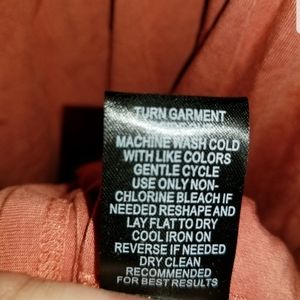 TURN GARMENT
MACHINE WASH COLD
WITH LIKE COLORS
GENTLE CYCLE
USE ONLY NON-
CHLORINE BLEACH IF
NEEDED RESHAPE AND
LAY FLAT TO DRY
COOL IRON ON
REVERSE IF NEEDED
DRY CLEAN
RECOMMENDED
FOR BEST RESULTS